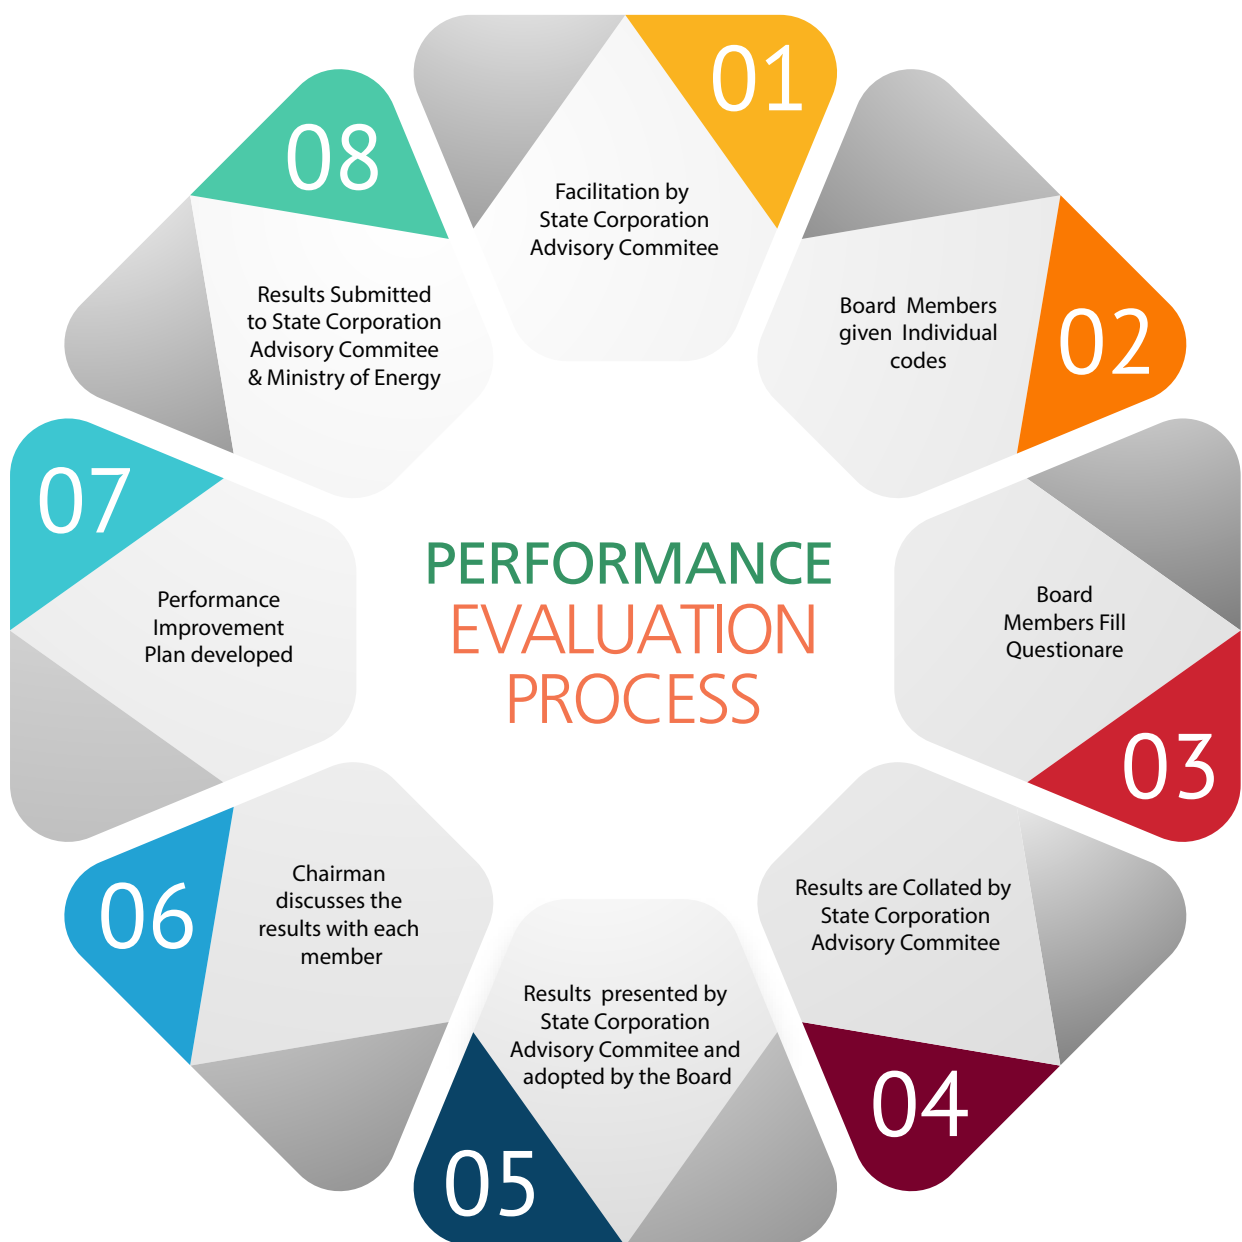 PERFORMANCE
EVALUATION
PROCESS
01
Facilitation by
State Corporation
Advisory Commitee
02
Board Members
given Individual
codes
03
Board
Members Fill
Questionare
04
Results are Collated by
State Corporation
Advisory Commitee
05
Results presented by
State Corporation
Advisory Commitee and
adopted by the Board
06
Chairman
discusses the
results with each
member
07
Performance
Improvement
Plan developed
08
Results Submitted
to State Corporation
Advisory Commitee
& Ministry of Energy